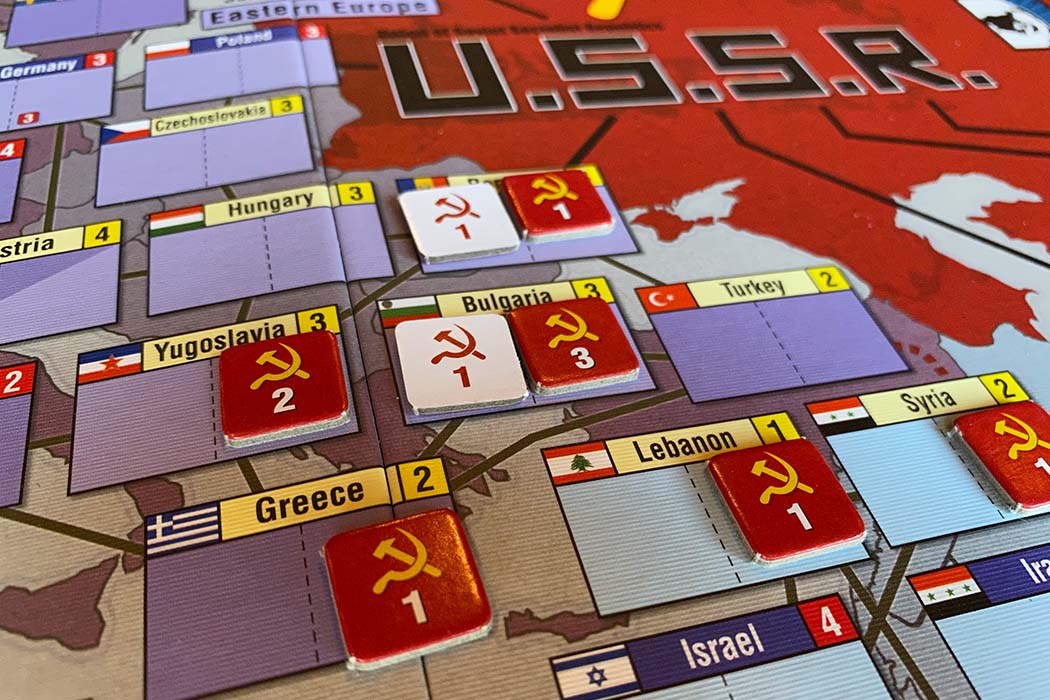 Eastern Europe
U.S.S.R.
Poland 3
Germany 3
3
Czechoslovakia 3
4
Hungary 3
1
1
stria 4
Bulgaria 3
1
3
Turkey 2
Yugoslavia 3
2
2
Syria 2
1
Lebanon 1
1
Greece 2
1
Israel 4
Ira